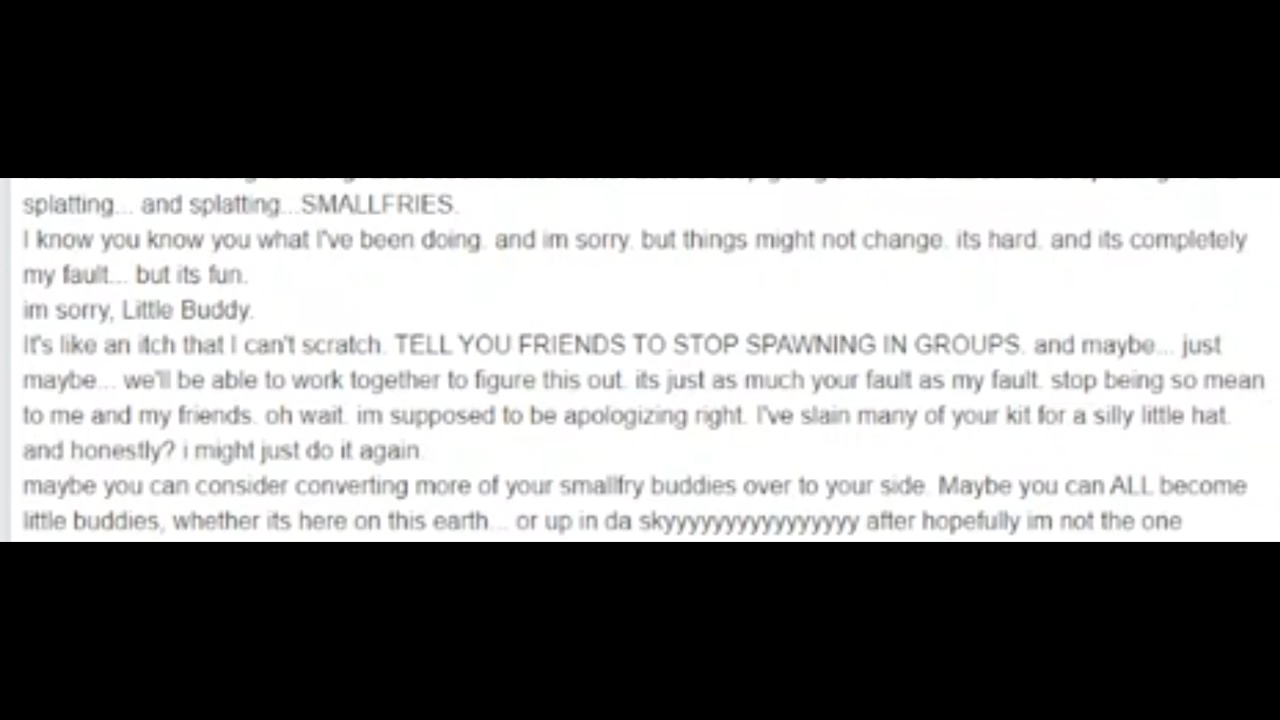 splatting... and splatting...SMALLFRIES.
I know you know you what I've been doing. and im sorry. but things might not change. its hard. and its completely
my fault... but its fun.
im sorry, Little Buddy.
It's like an itch that I can't scratch. TELL YOU FRIENDS TO STOP SPAWNING IN GROUPS. and maybe... just
maybe... we'll be able to work together to figure this out. its just as much your fault as my fault. stop being so mean
to me and my friends. oh wait. im supposed to be apologizing right. I've slain many of your kit for a silly little hat.
and honestly? i might just do it again.
maybe you can consider converting more of your smallfry buddies over to your side. Maybe you can ALL become
little buddies, whether its here on this earth... or up in da skyyyyyyyyyyyyyyyy after hopefully im not the one